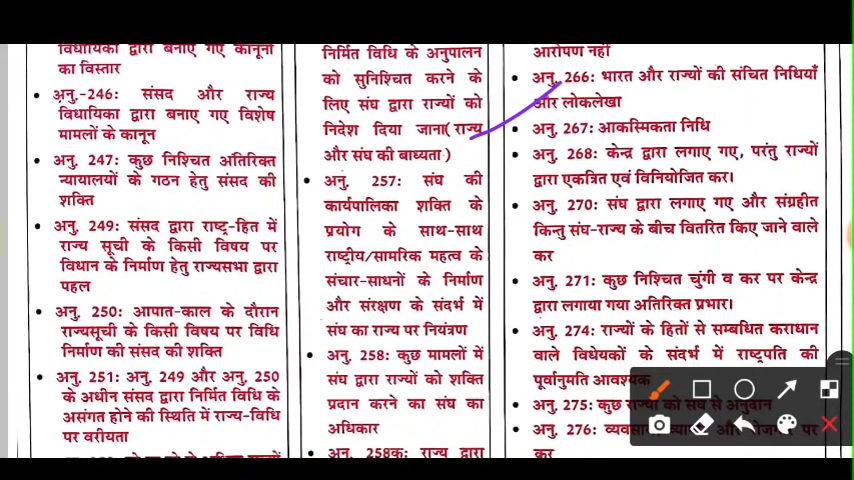 विधायिका द्वारा बनाए गए कानूनों
का विस्तार
• अनु.-246: संसद और राज्य
विधायिका द्वारा बनाए गए विशेष
मामलों के कानून
• अनु. 247: कुछ निश्चित अतिरिक्त
न्यायालयों के गठन हेतु संसद की
शक्ति
• अनु. 249: संसद द्वारा राष्ट्र-हित में
राज्य सूची के किसी विषय पर
विधान के निर्माण हेतु राज्यसभा द्वारा
पहल
• अनु. 250: आपात-काल के दौरान
राज्यसूची के किसी विषय पर विधि
निर्माण की संसद की शक्ति
• अनु. 251: अनु. 249 और अनु. 250
के अधीन संसद द्वारा निर्मित विधि के
असंगत होने की स्थिति में राज्य-विधि
पर वरीयता
निर्मित विधि के अनुपालन
को सुनिश्चित करने के
लिए संघ द्वारा राज्यों को
निदेश दिया जाना(राज्य
और संघ की बाध्यता)
• अनु. 257: संघ की
कार्यपालिका शक्ति के
प्रयोग के साथ-साथ
राष्ट्रीय/सामरिक महत्व के
संचार-साधनों के निर्माण
और संरक्षण के संदर्भ में
संघ का राज्य पर नियंत्रण
• अनु. 258: कुछ मामलों में
संघ द्वारा राज्यों को शक्ति
प्रदान करने का संघ का
अधिकार
• अनु. 258क: राज्य द्वारा
आरोपण नहीं
• अनु. 266: भारत और राज्यों की संचित निधियाँ
और लोकलेखा
• अनु. 267: आकस्मिकता निधि
• अनु. 268: केन्द्र द्वारा लगाए गए, परंतु राज्यों
द्वारा एकत्रित एवं विनियोजित कर।
• अनु. 270: संघ द्वारा लगाए गए और संग्रहीत
किन्तु संघ-राज्य के बीच वितरित किए जाने वाले
कर
• अनु. 271: कुछ निश्चित चुंगी व कर पर केन्द्र
द्वारा लगाया गया अतिरिक्त प्रभार।
• अनु. 274: राज्यों के हितों से सम्बधित कराधान
वाले विधेयकों के संदर्भ में राष्ट्रपति की
पूर्वानुमति आवश्यक
• अनु. 275: कुछ राज्यों को संघ से अनुदान
• अनु. 276: और पर
कर